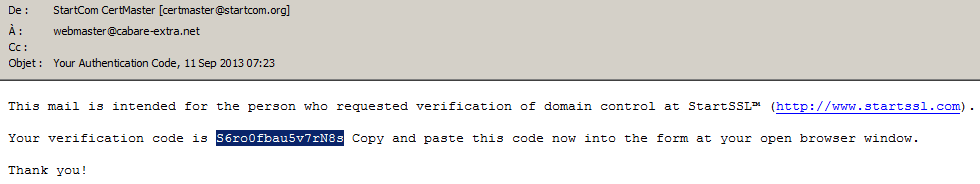 De : StartCom CertMaster [certmaster@startcom.org]
À : webmaster@cabare-extra.net
Cc :
Objet : Your Authentication Code, 11 Sep 2013 07:23
This mail is intended for the person who requested verification of domain control at StartSSL™ (http://www.startssl.com).
Your verification code is S6ro0fbau5v7rN8s Copy and paste this code now into the form at your open browser window.
Thank you!